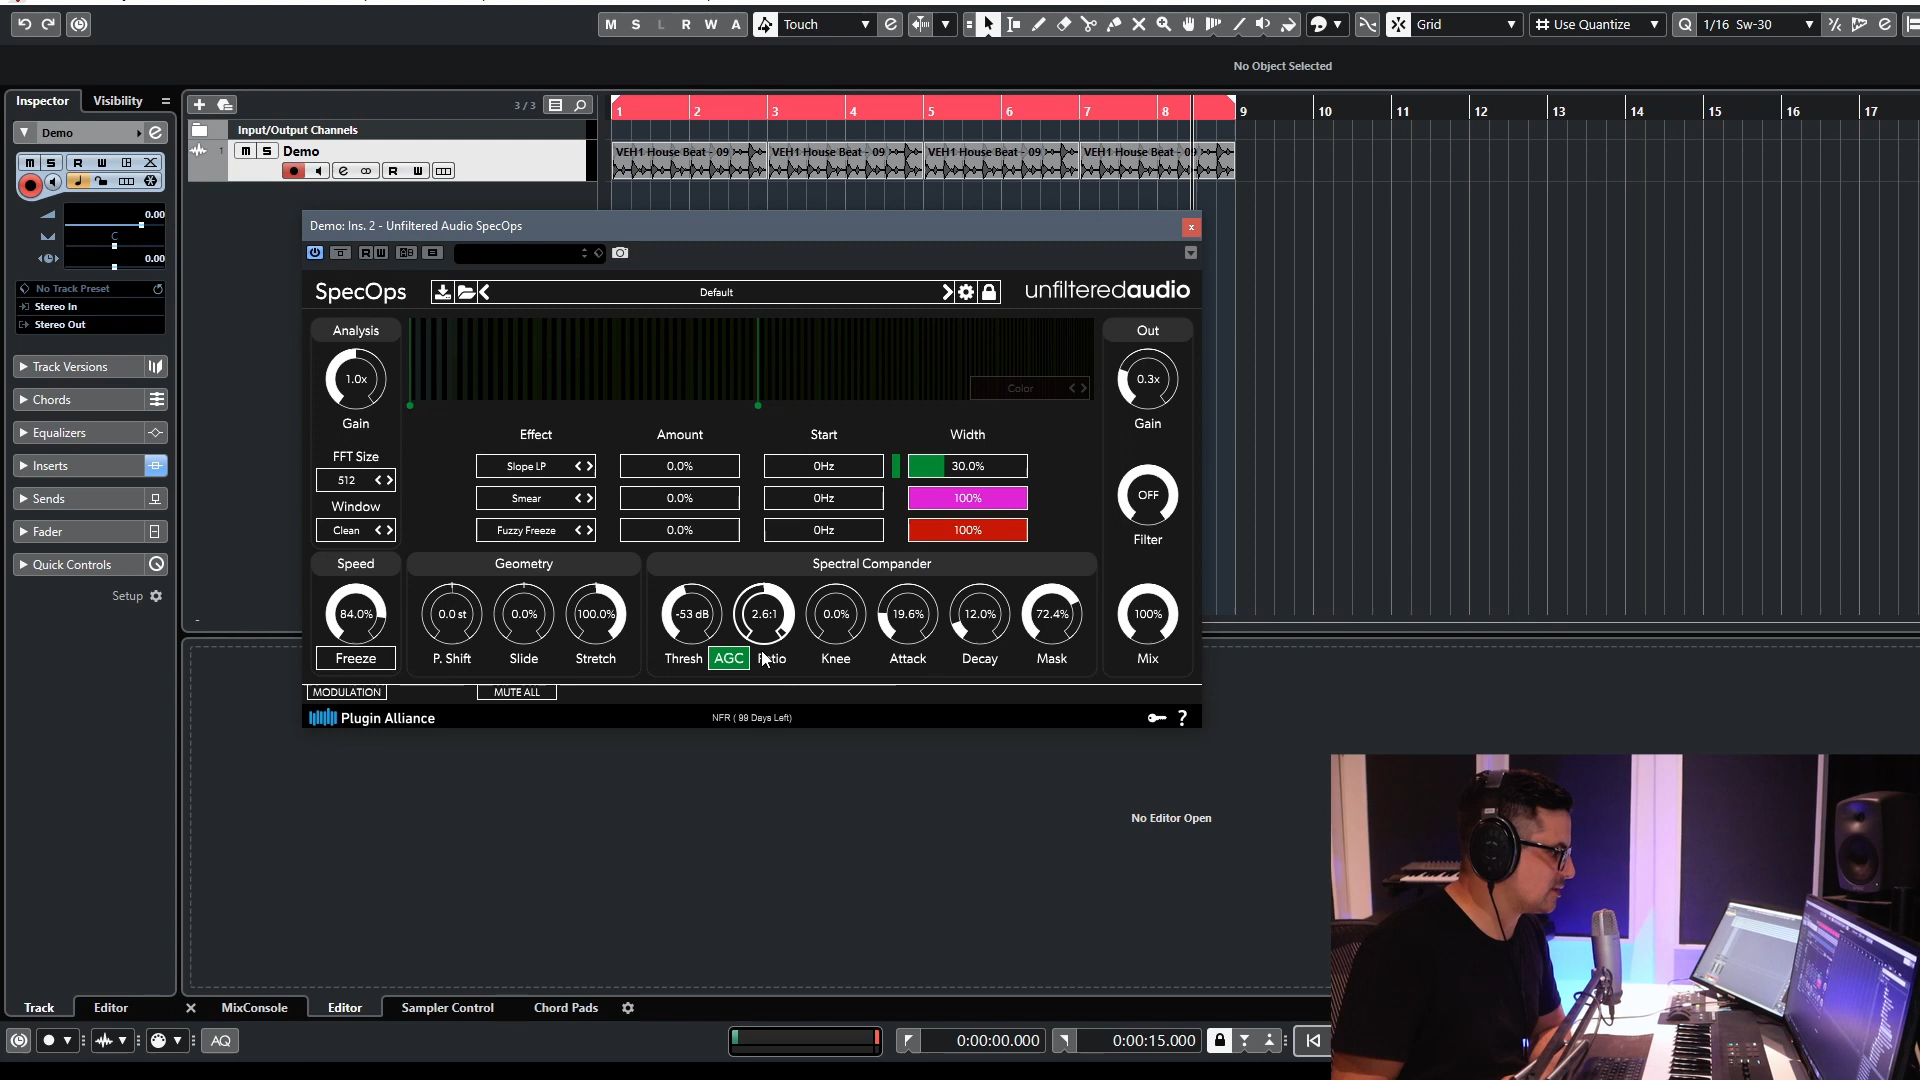 M S L R W A Touch Grid Use Quantize Q 1/16 Sw-30
No Object Selected
Inspector Visibility
3 / 3
1 2 3 4 5 6 7 8 9 10 11 12 13 14 15 16 17
Demo
Input/Output Channels
1 m S Demo
R W
VEH1 House Beat - 09 VEH1 House Beat - 09 VEH1 House Beat - 09 VEH1 House Beat - 09
m S R W
0.00
C
0.00
No Track Preset
Stereo In
Stereo Out
Track Versions
Chords
Equalizers
Inserts
Sends
Fader
Quick Controls
Setup
Demo: Ins. 2 - Unfiltered Audio SpecOps
x
R W
SpecOps Default unfilteredaudio
Analysis Out
1.0x 0.3x
Color
Gain Gain
Effect Amount Start Width
FFT Size
Slope LP 0.0% 0Hz 30.0%
512
Smear 0.0% 0Hz 100%
OFF
Window
Clean Fuzzy Freeze 0.0% 0Hz 100%
Filter
Speed Geometry Spectral Compander
84.0% 0.0 st 0.0% 100.0% -53 dB 2.6:1 0.0% 19.6% 12.0% 72.4% 100%
Freeze P. Shift Slide Stretch Thresh AGC Knee Attack Decay Mask Mix
MODULATION MUTE ALL
Plugin Alliance NFR ( 99 Days Left) ?
No Editor Open
Track Editor MixConsole Editor Sampler Control Chord Pads
AQ 0:00:00.000 0:00:15.000